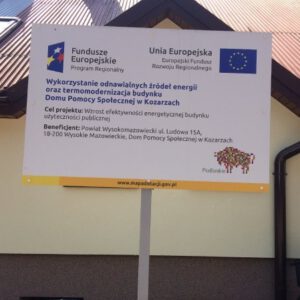 Fundusze
Europejskie
Program Regionalny
Unia Europejska
Europejski Fundusz
Rozwoju Regionalnego
Wykorzystanie odnawialnych źródeł energii
oraz termomodernizacja budynku
Domu Pomocy Społecznej w Kozarzach
Cel projektu: Wzrost efektywności energetycznej budynku
użyteczności publicznej
Beneficjent: Powiat Wysokomazowiecki ul. Ludowa 15A,
18-200 Wysokie Mazowieckie, Dom Pomocy Społecznej w Kozarzach
Podlaskie
www.mapadotacji.gov.pl